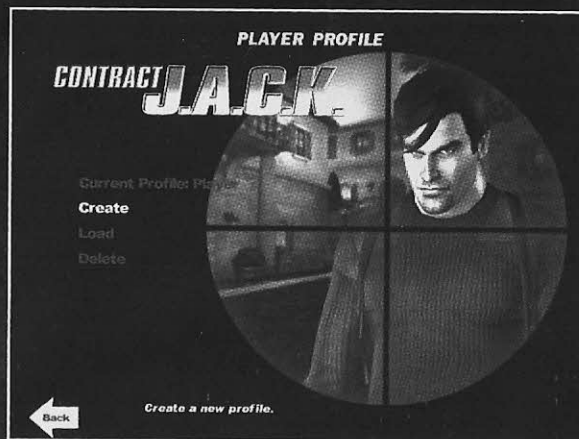 PLAYER PROFILE
CONTRACT
J.A.C.K.
Current Profile: Player
Create
Load
Delete
Create a new profile.
Back